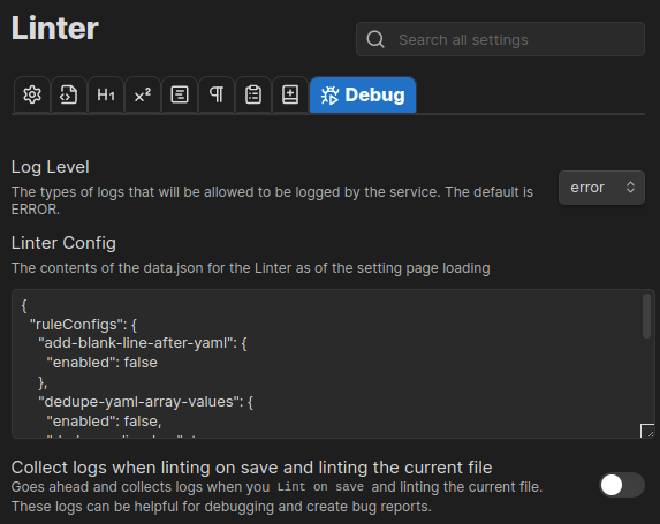 Linter
Search all settings
H1
x²
Debug
Log Level
The types of logs that will be allowed to be logged by the service. The default is
ERROR.
error
Linter Config
The contents of the data.json for the Linter as of the setting page loading
{
"ruleConfigs": {
"add-blank-line-after-yaml": {
"enabled": false
},
"dedupe-yaml-array-values": {
"enabled": false,
Collect logs when linting on save and linting the current file
Goes ahead and collects logs when you Lint on save and linting the current file.
These logs can be helpful for debugging and create bug reports.